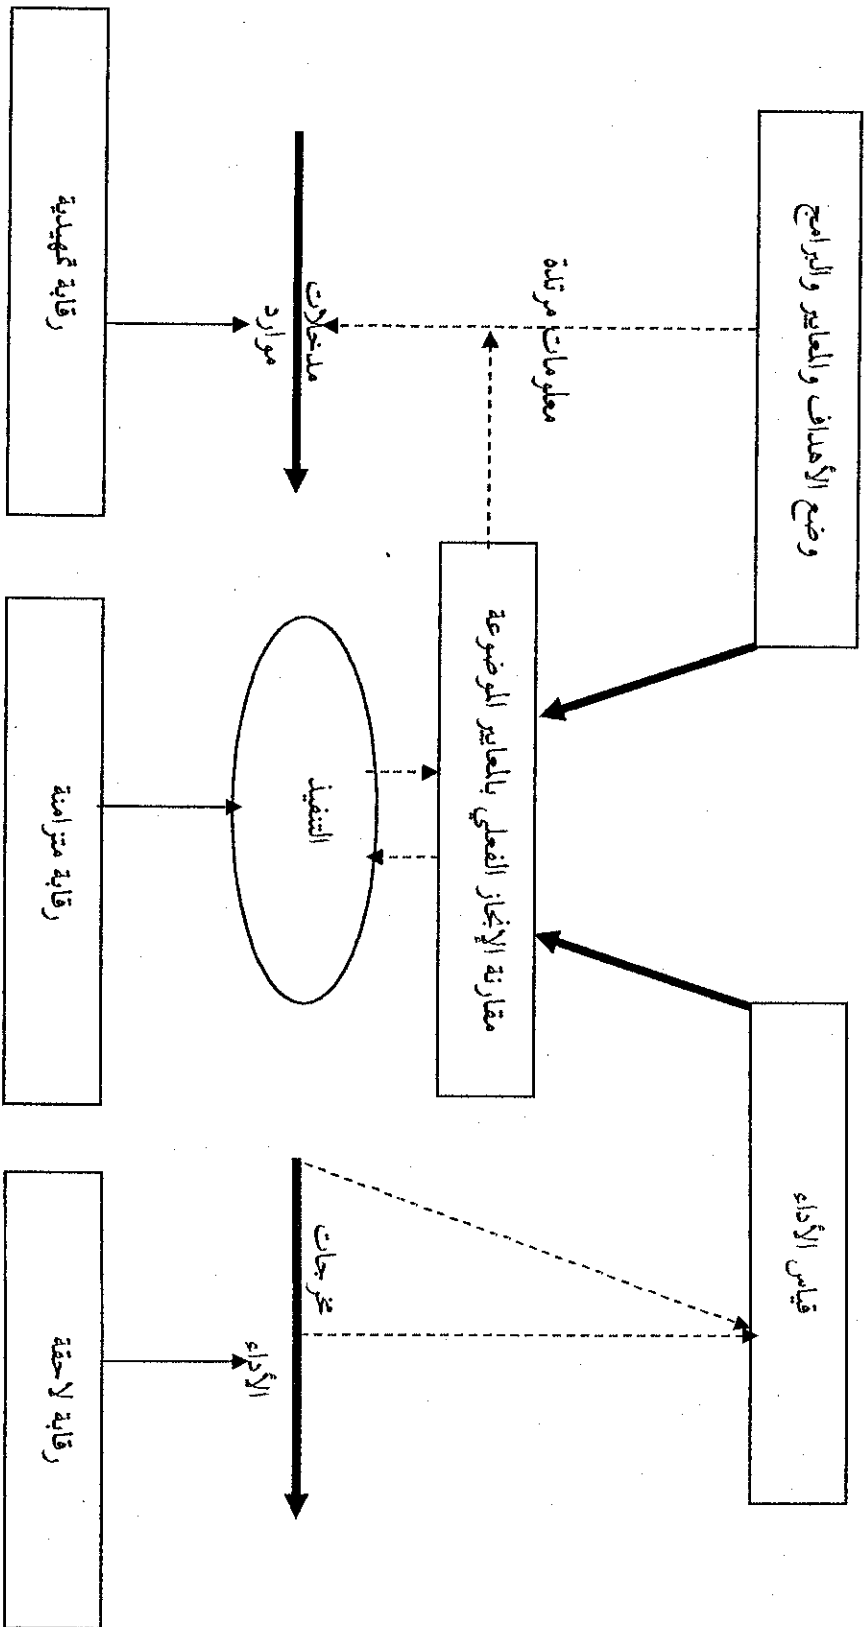 وضع الأهداف والمعايير والبرامج
قياس الأداء
معلومات مرتدة
مقارنة الإنجاز الفعلي بالمعايير الموضوعة
مدخلات
موارد
التنفيذ
مخرجات
الأداء
رقابة تمهيدية
رقابة متزامنة
رقابة لاحقة